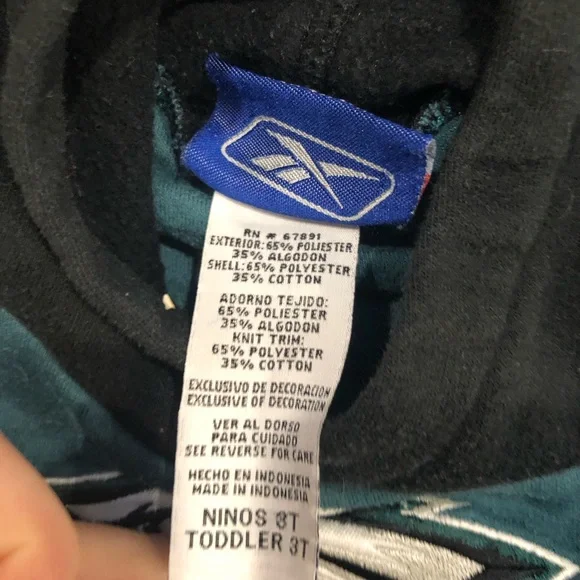 RN # 67891
EXTERIOR: 65% POLIESTER
35% ALGODON
SHELL: 65% POLYESTER
35% COTTON
ADORNO TEJIDO:
65% POLIESTER
35% ALGODON
KNIT TRIM:
65% POLYESTER
35% COTTON
EXCLUSIVO DE DECORACION
EXCLUSIVE OF DECORATION
VER AL DORSO
PARA CUIDADO
SEE REVERSE FOR CARE
HECHO EN INDONESIA
MADE IN INDONESIA
NINOS 3T
TODDLER 3T